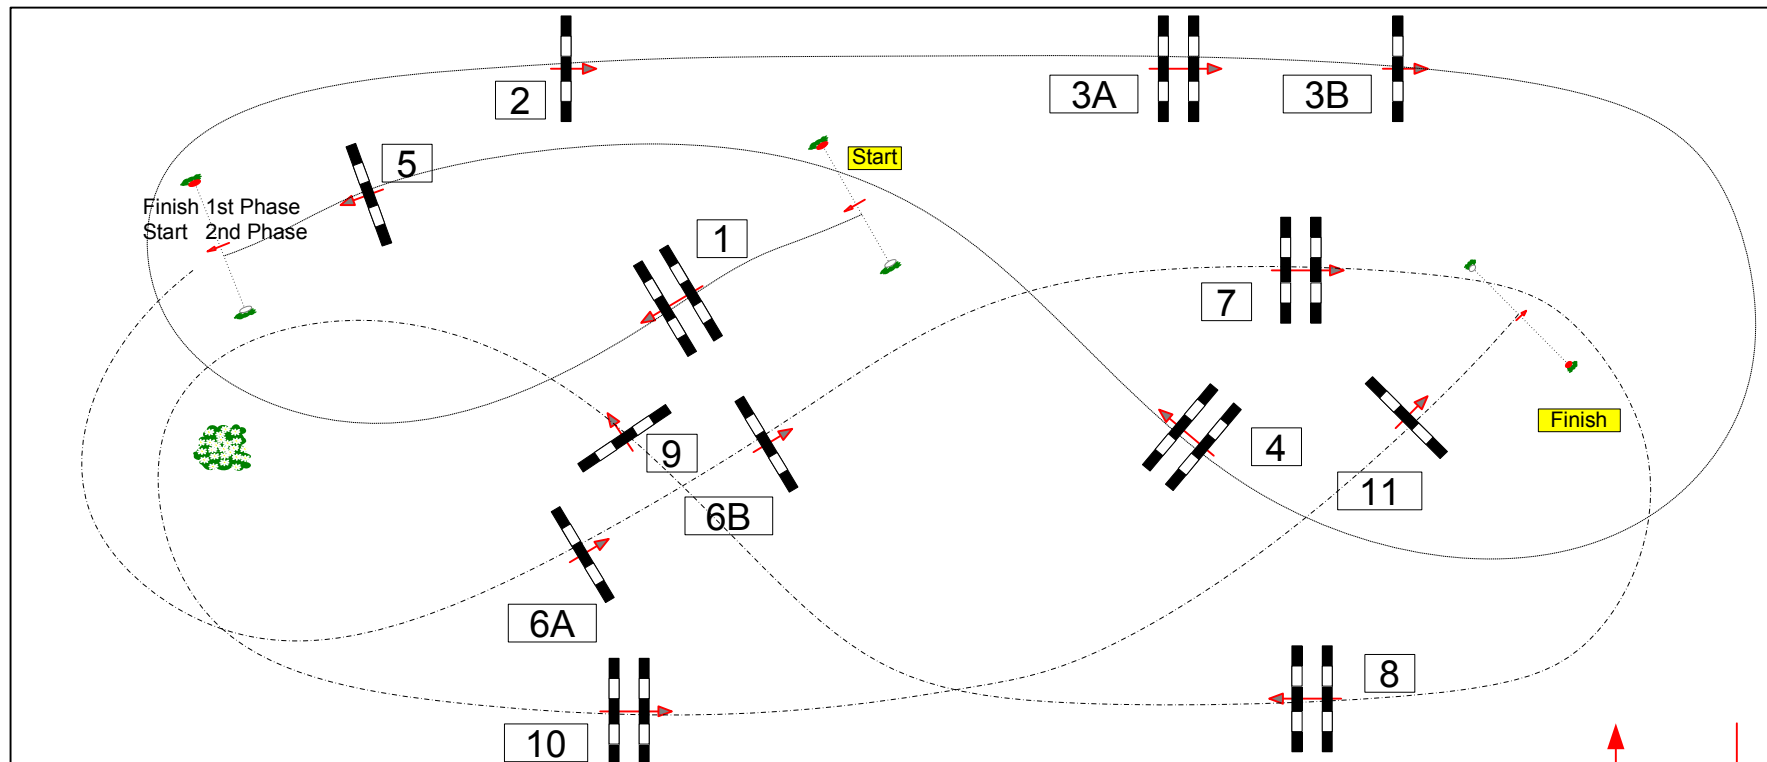 2
3A
3B
5
Start
Finish 1st Phase
Start 2nd Phase
1
7
Finish
9
4
11
6B
6A
8
10